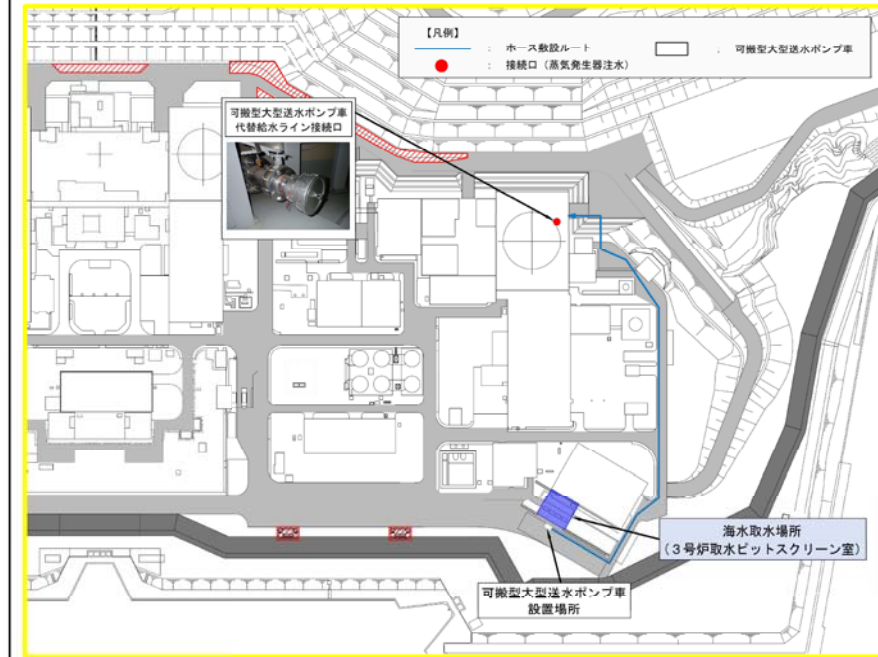 【凡例】
： ホース敷設ルート
： 可搬型大型送水ポンプ車
： 接続口（蒸気発生器注水）
可搬型大型送水ポンプ車
代替給水ライン接続口
海水取水場所
（３号炉取水ピットスクリーン室）
可搬型大型送水ポンプ車
設置場所